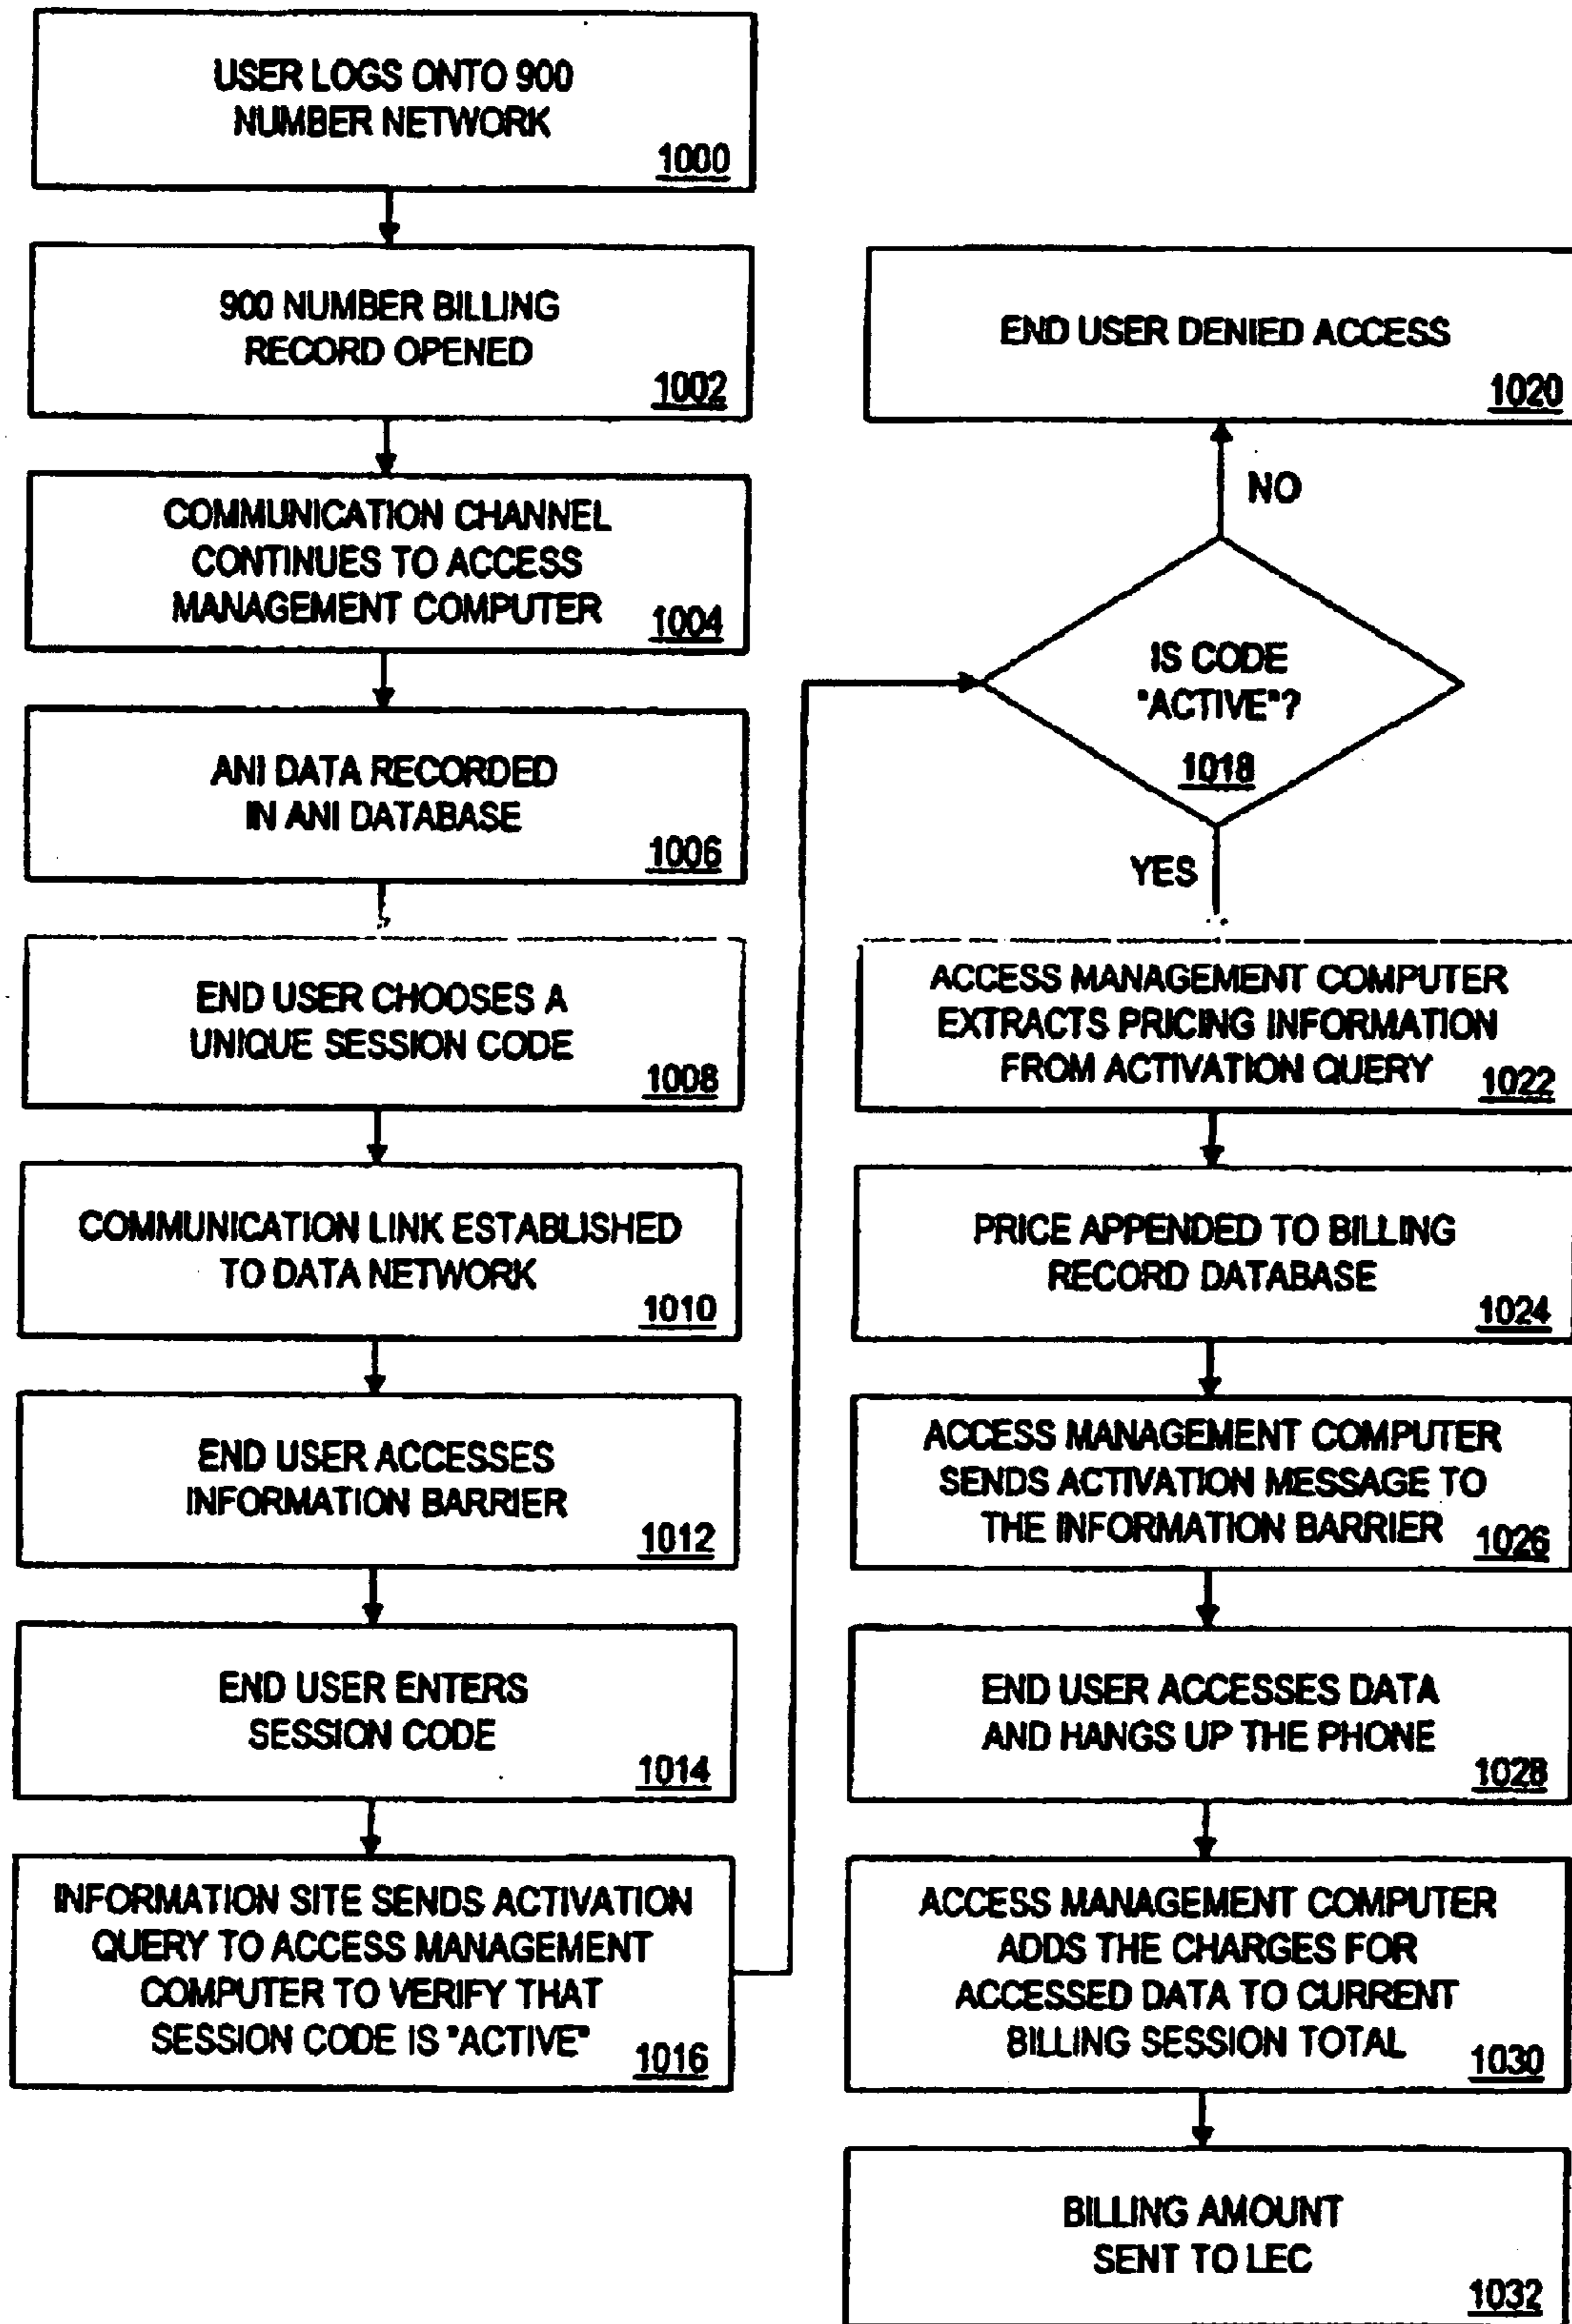 USER LOGS ONTO 900
NUMBER NETWORK
1000
900 NUMBER BILLING
RECORD OPENED
1002
COMMUNICATION CHANNEL
CONTINUES TO ACCESS
MANAGEMENT COMPUTER
1004
ANI DATA RECORDED
IN ANI DATABASE
1006
END USER CHOOSES A
UNIQUE SESSION CODE
1008
COMMUNICATION LINK ESTABLISHED
TO DATA NETWORK
1010
END USER ACCESSES
INFORMATION BARRIER
1012
END USER ENTERS
SESSION CODE
1014
INFORMATION SITE SENDS ACTIVATION
QUERY TO ACCESS MANAGEMENT
COMPUTER TO VERIFY THAT
SESSION CODE IS "ACTIVE"
1016
END USER DENIED ACCESS
1020
NO
IS CODE
"ACTIVE"?
1018
YES
ACCESS MANAGEMENT COMPUTER
EXTRACTS PRICING INFORMATION
FROM ACTIVATION QUERY
1022
PRICE APPENDED TO BILLING
RECORD DATABASE
1024
ACCESS MANAGEMENT COMPUTER
SENDS ACTIVATION MESSAGE TO
THE INFORMATION BARRIER
1026
END USER ACCESSES DATA
AND HANGS UP THE PHONE
1028
ACCESS MANAGEMENT COMPUTER
ADDS THE CHARGES FOR
ACCESSED DATA TO CURRENT
BILLING SESSION TOTAL
1030
BILLING AMOUNT
SENT TO LEC
1032